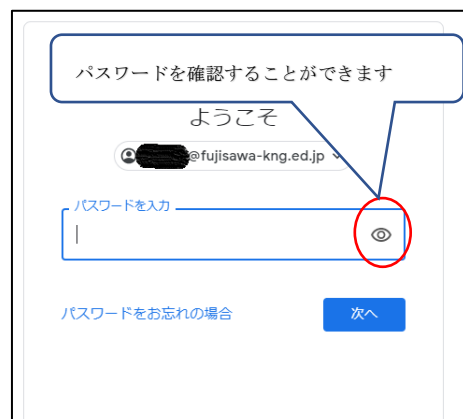 パスワードを確認することができます
ようこそ
@fujisawa-kng.ed.jp
パスワードを入力
パスワードをお忘れの場合
次へ